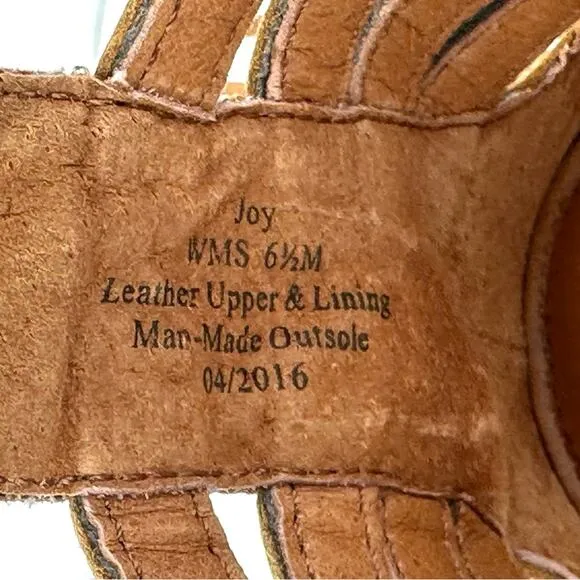 Joy
WMS 6½M
Leather Upper & Lining
Man-Made Outsole
04/2016